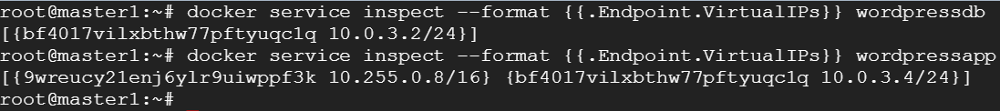 root@master1:~# docker service inspect --format {{.Endpoint.VirtualIPs}} wordpressdb
[{bf4017vilxbthw77pftyuqc1q 10.0.3.2/24}]
root@master1:~# docker service inspect --format {{.Endpoint.VirtualIPs}} wordpressapp
[{9wreucy21enj6ylr9uiwppf3k 10.255.0.8/16} {bf4017vilxbthw77pftyuqc1q 10.0.3.4/24}]
root@master1:~#